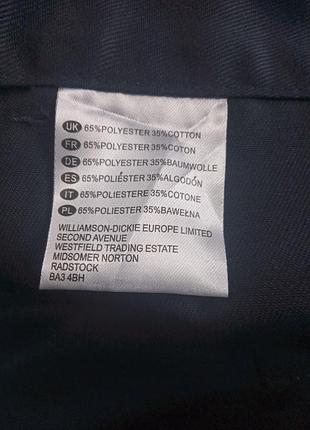 UK 65%POLYESTER 35%COTTON
FR 65%POLYESTER 35%COTON
DE 65%POLYESTER 35%BAUMWOLLE
ES 65%POLIÉSTER 35%ALGODÓN
IT 65%POLIESTERE 35%COTONE
PL 65%POLIESTER 35%BAWEŁNA
WILLIAMSON-DICKIE EUROPE LIMITED
SECOND AVENUE
WESTFIELD TRADING ESTATE
MIDSOMER NORTON
RADSTOCK
BA3 4BH